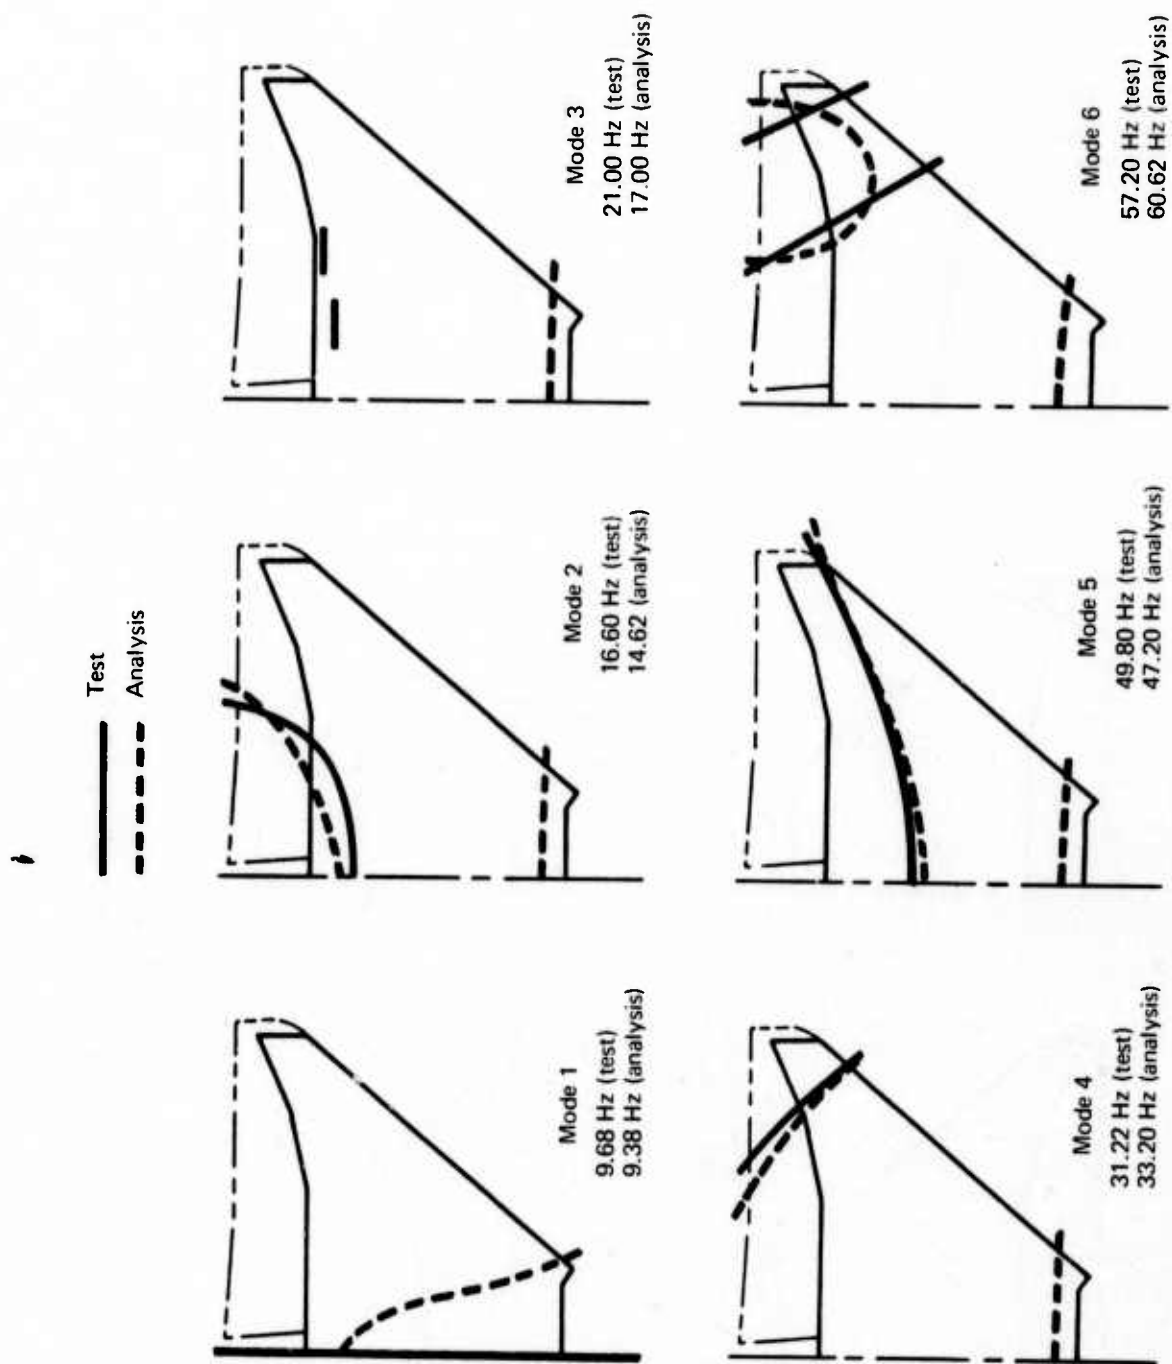 Test
Analysis
Mode 1
9.68 Hz (test)
9.38 Hz (analysis)
Mode 2
16.60 Hz (test)
14.62 (analysis)
Mode 3
21.00 Hz (test)
17.00 Hz (analysis)
Mode 4
31.22 Hz (test)
33.20 Hz (analysis)
Mode 5
49.80 Hz (test)
47.20 Hz (analysis)
Mode 6
57.20 Hz (test)
60.62 Hz (analysis)